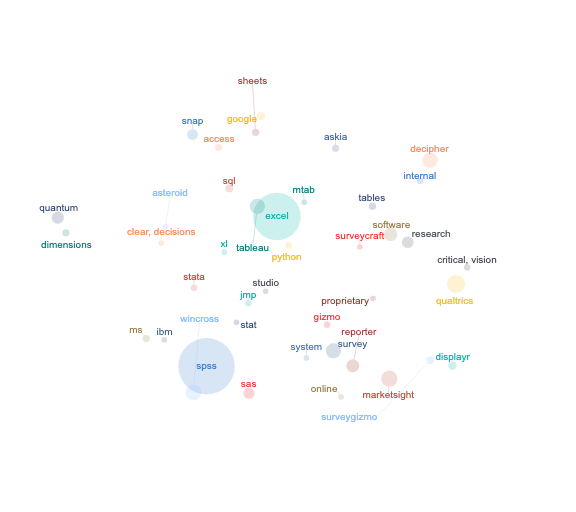 sheets
snap
google
access
askia
decipher
sql
internal
asteroid
mtab
tables
quantum
excel
clear, decisions
software
research
dimensions
xl
tableau
surveycraft
python
critical, vision
stata
studio
jmp
proprietary
qualtrics
wincross
gizmo
ms
ibm
stat
reporter
system
survey
displayr
spss
sas
online
marketsight
surveygizmo